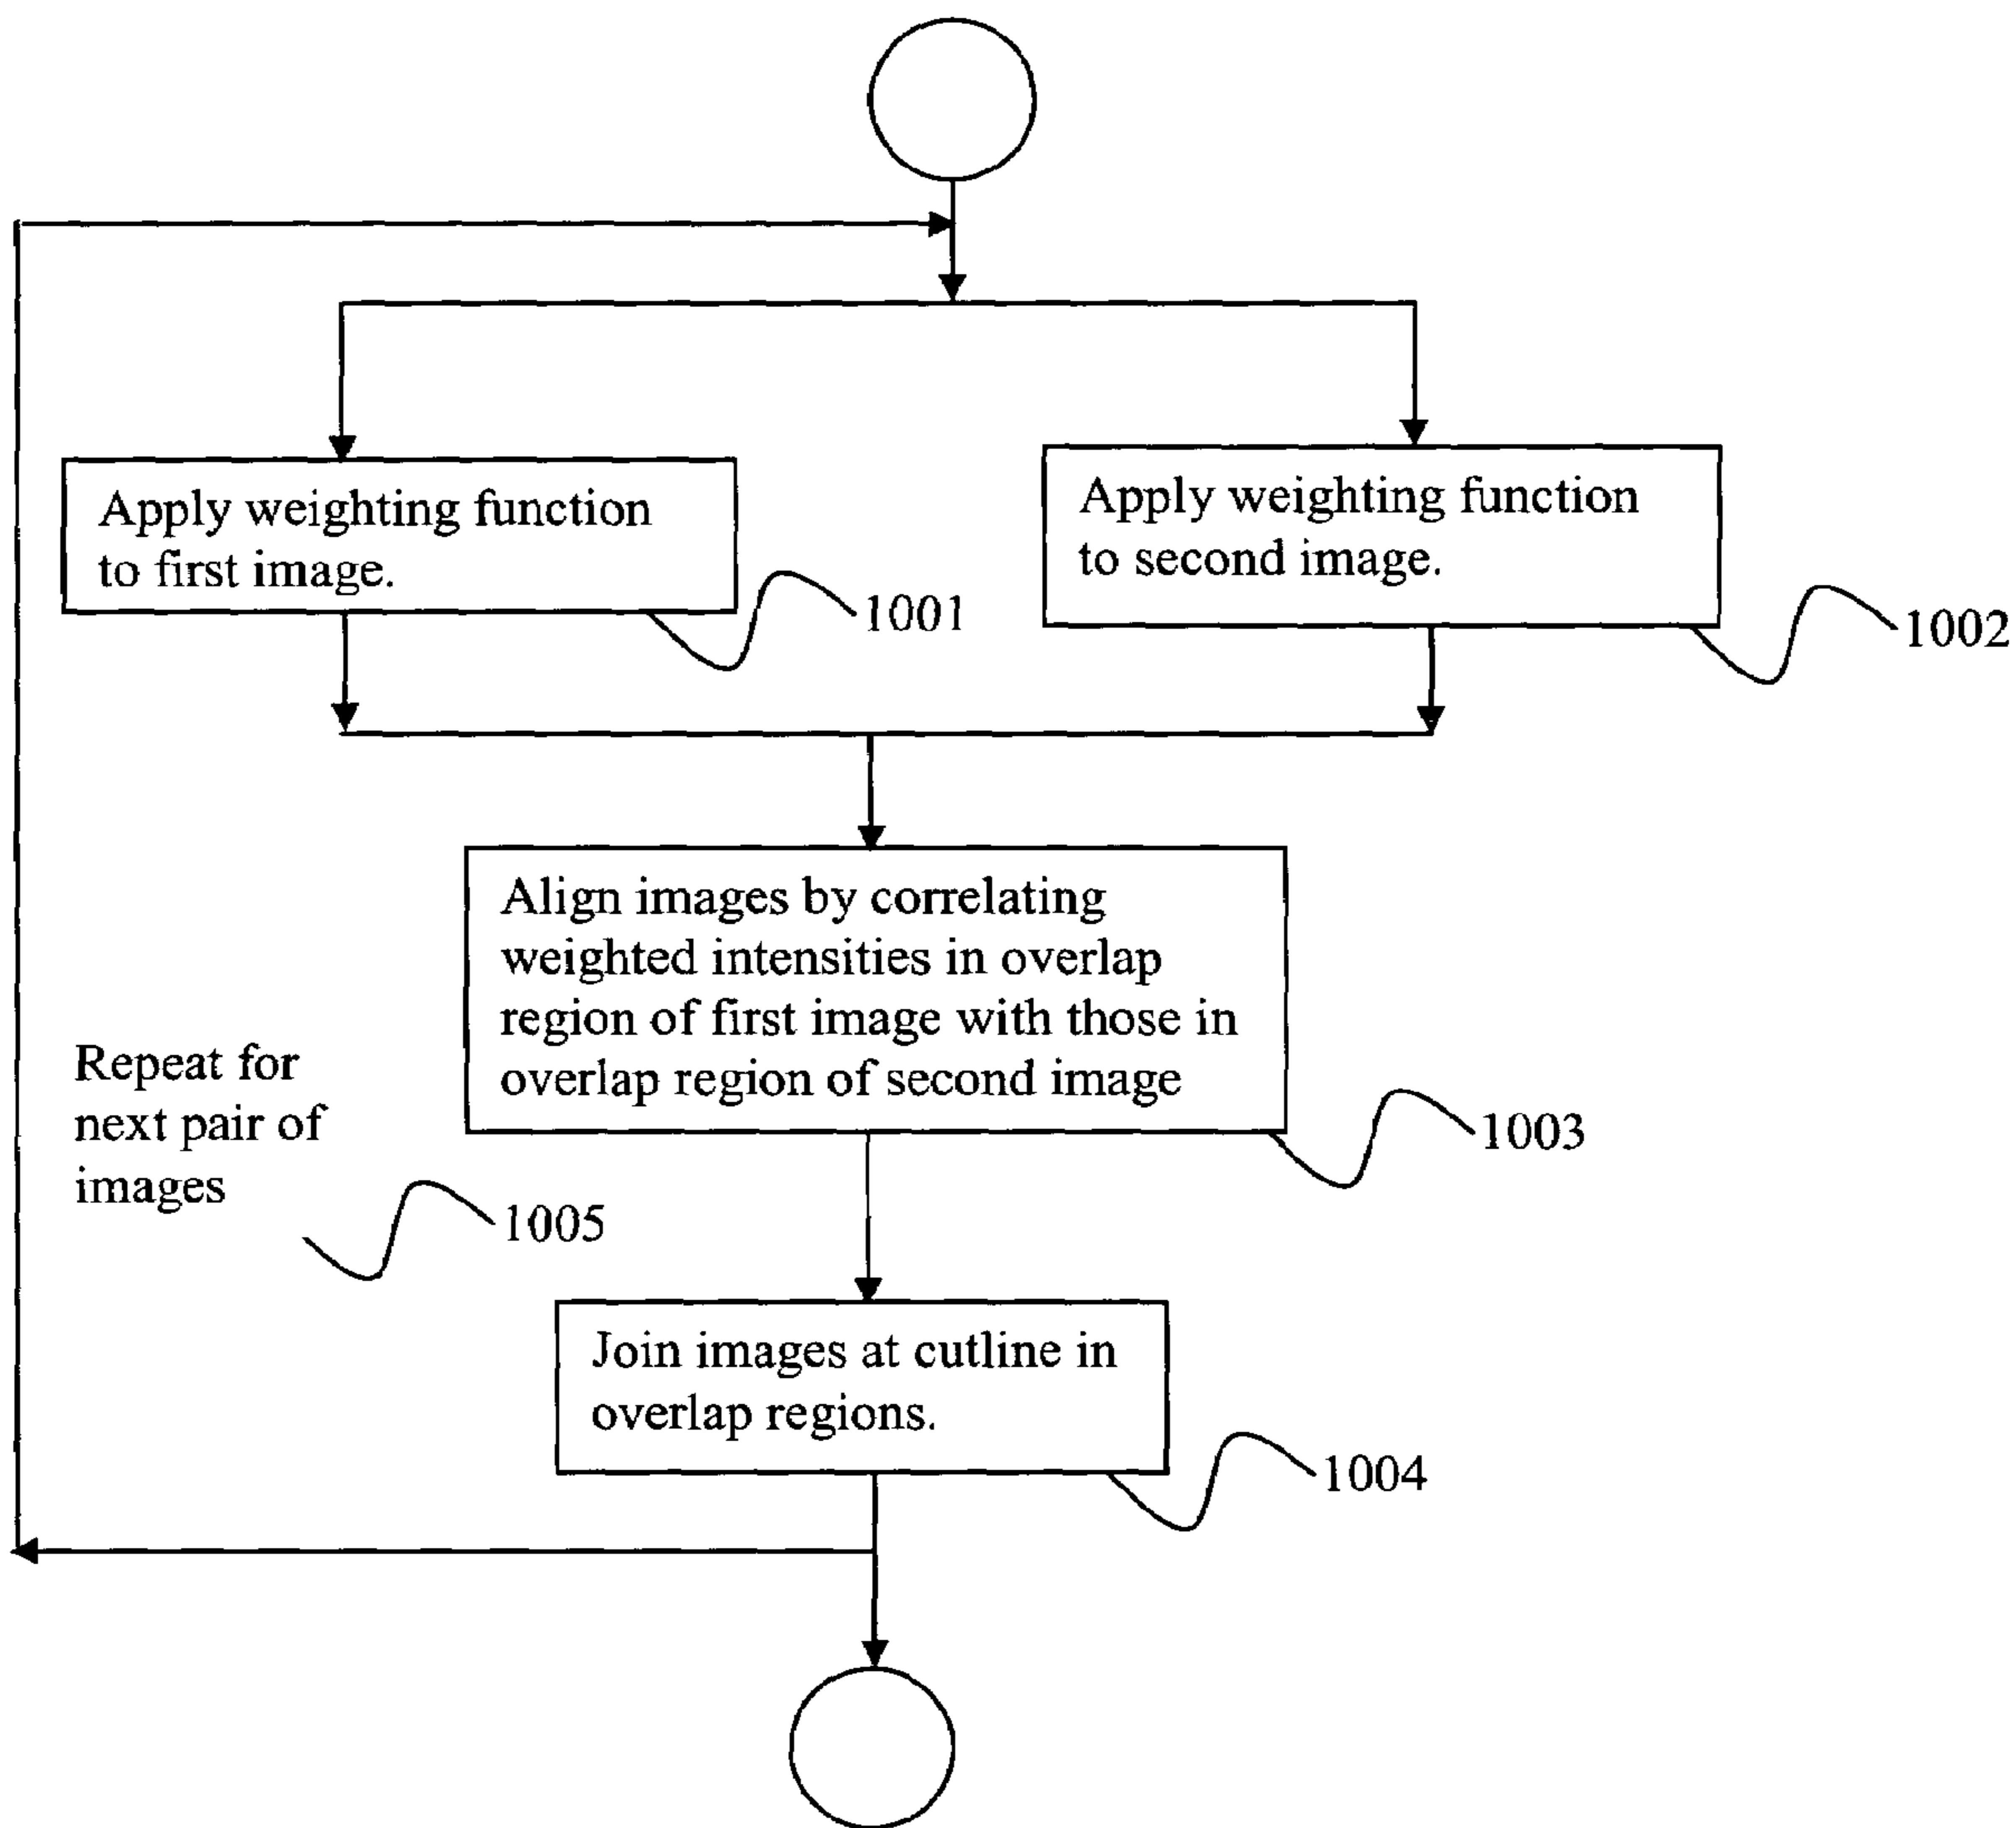 Apply weighting function
to first image.
1001
Apply weighting function
to second image.
1002
Align images by correlating
weighted intensities in overlap
region of first image with those in
overlap region of second image
1003
Repeat for
next pair of
images
1005
Join images at cutline in
overlap regions.
1004